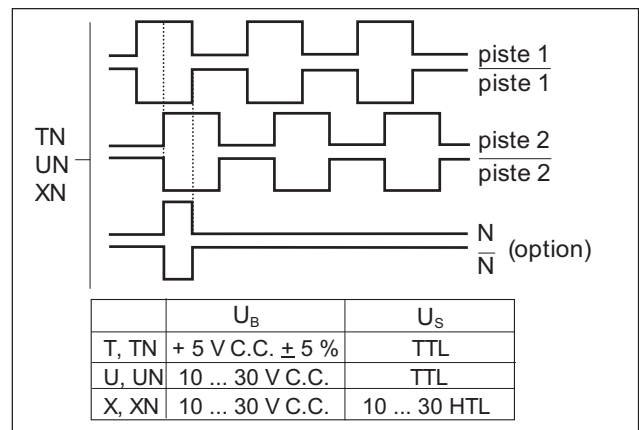 piste 1
piste 1
TN
UN
XN
piste 2
piste 2
N
N (option)
U_B U_S
T, TN + 5 V C.C. ± 5 % TTL
U, UN 10 ... 30 V C.C. TTL
X, XN 10 ... 30 V C.C. 10 ... 30 HTL